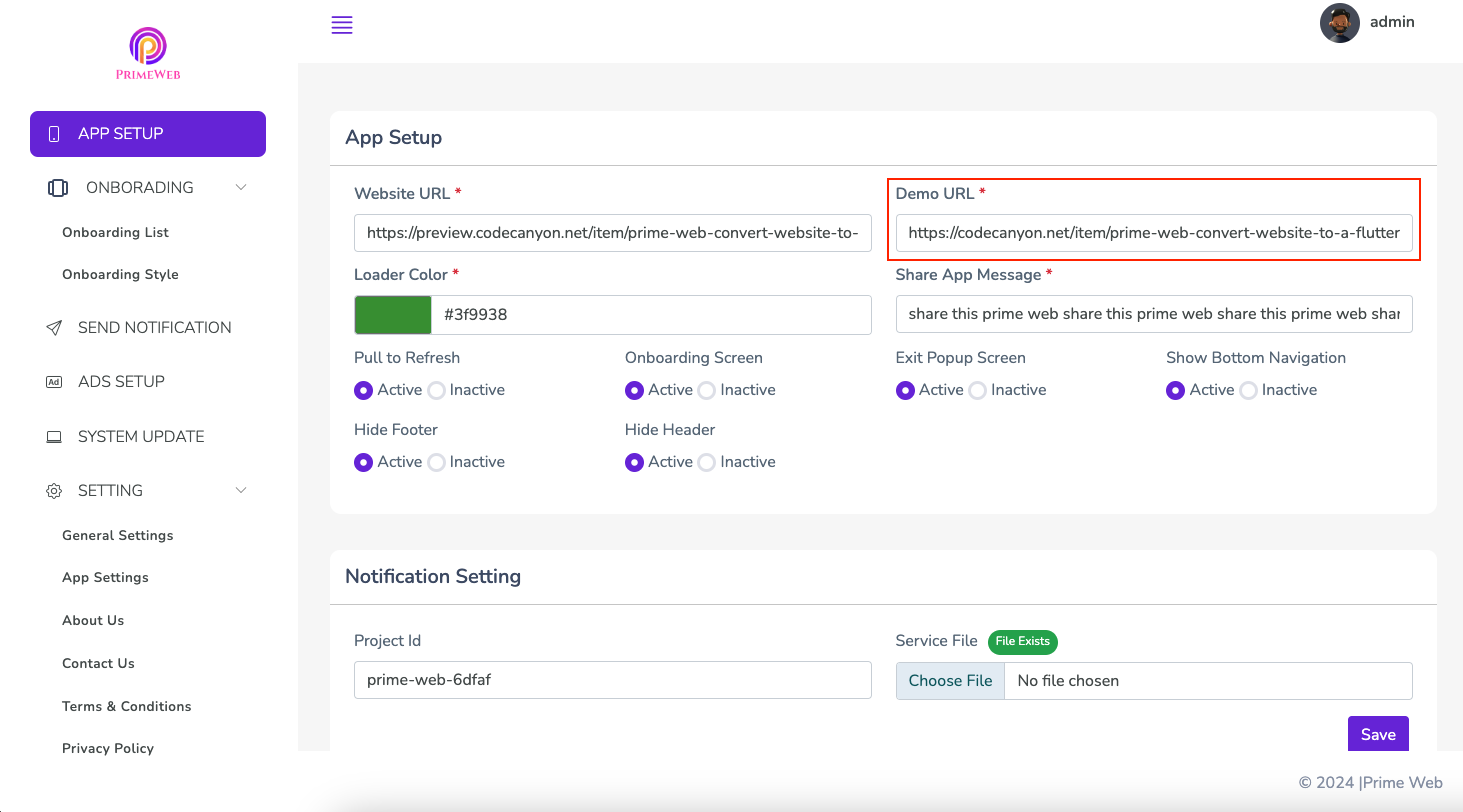 PRIMEWEB
admin
APP SETUP
ONBORADING
Onboarding List
Onboarding Style
SEND NOTIFICATION
Ad ADS SETUP
SYSTEM UPDATE
SETTING
General Settings
App Settings
About Us
Contact Us
Terms & Conditions
Privacy Policy
App Setup
Website URL * Demo URL *
https://preview.codecanyon.net/item/prime-web-convert-website-to- https://codecanyon.net/item/prime-web-convert-website-to-a-flutter
Loader Color * Share App Message *
#3f9938 share this prime web share this prime web share this prime web shar
Pull to Refresh Onboarding Screen Exit Popup Screen Show Bottom Navigation
Active Inactive Active Inactive Active Inactive Active Inactive
Hide Footer Hide Header
Active Inactive Active Inactive
Notification Setting
Project Id Service File File Exists
prime-web-6dfaf Choose File No file chosen
Save
© 2024 |Prime Web